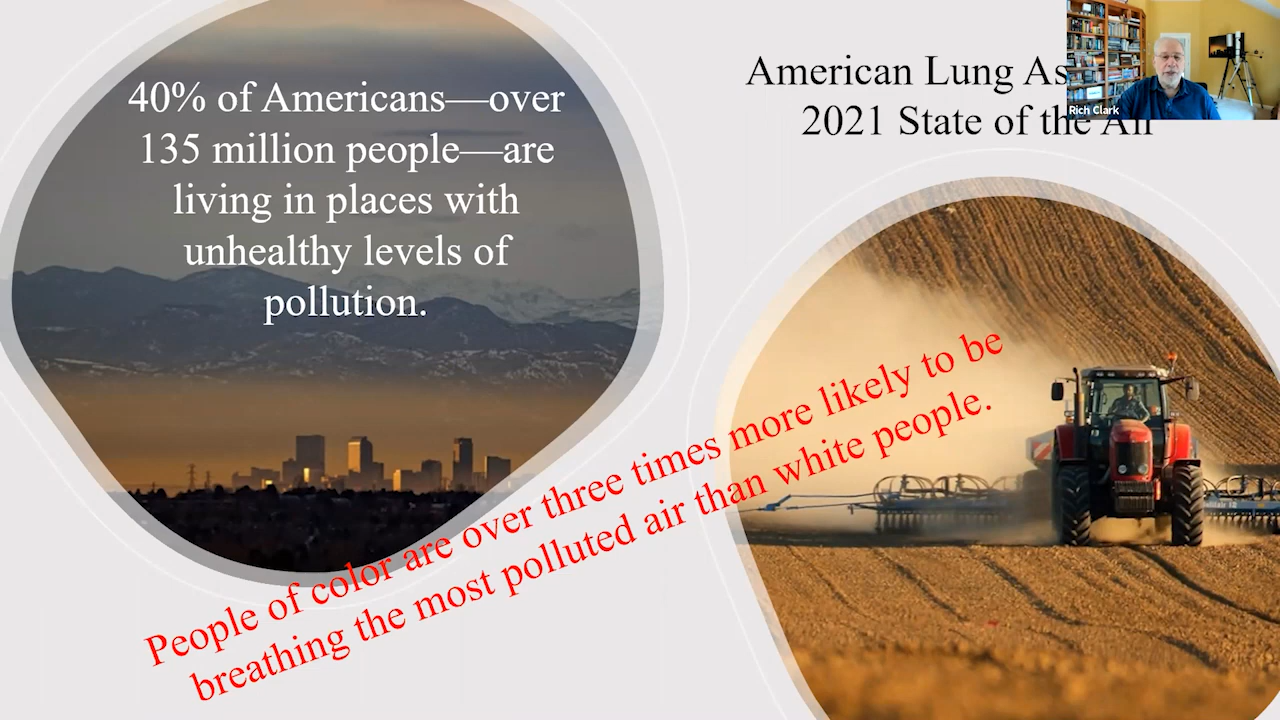 40% of Americans—over
135 million people—are
living in places with
unhealthy levels of
pollution.
American Lung
2021 State of the Air
Rich Clark
People of color are over three times more likely to be
breathing the most polluted air than white people.